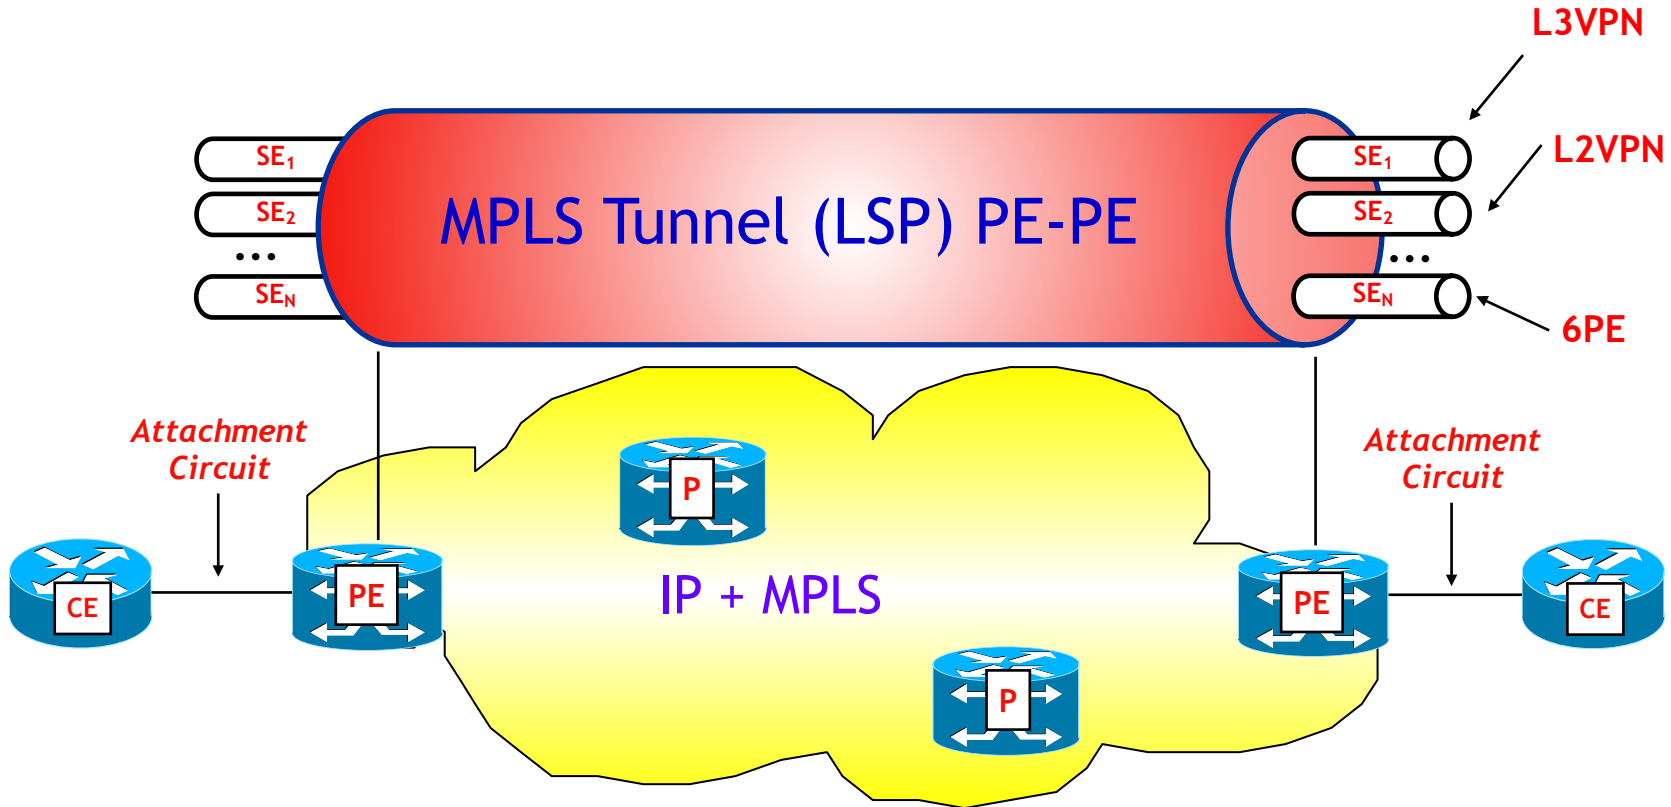 L3VPN
L2VPN
SE1
SE2
...
SEN
MPLS Tunnel (LSP) PE-PE
SE1
SE2
...
SEN
6PE
Attachment
Circuit
Attachment
Circuit
P
CE
PE
IP + MPLS
PE
CE
P